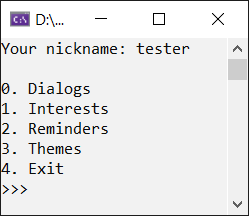 D:\...
Your nickname: tester
0. Dialogs
1. Interests
2. Reminders
3. Themes
4. Exit
>>>